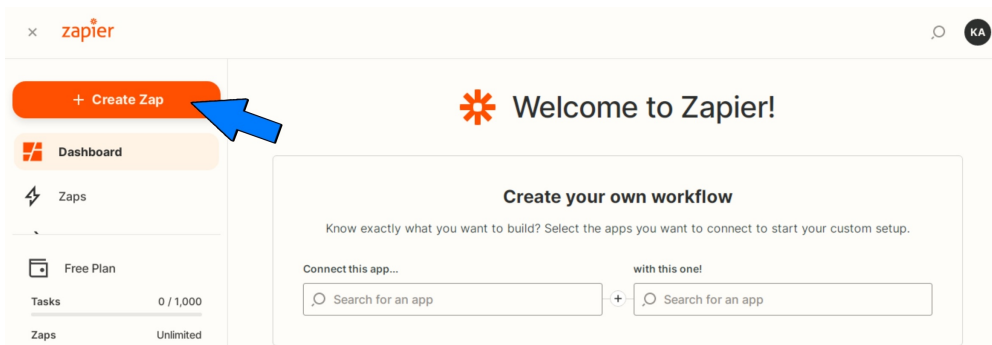 × zapier
KA
+ Create Zap
Welcome to Zapier!
Dashboard
Zaps
Create your own workflow
Know exactly what you want to build? Select the apps you want to connect to start your custom setup.
Free Plan
Connect this app...
with this one!
Tasks 0 / 1,000
Search for an app
+
Search for an app
Zaps Unlimited